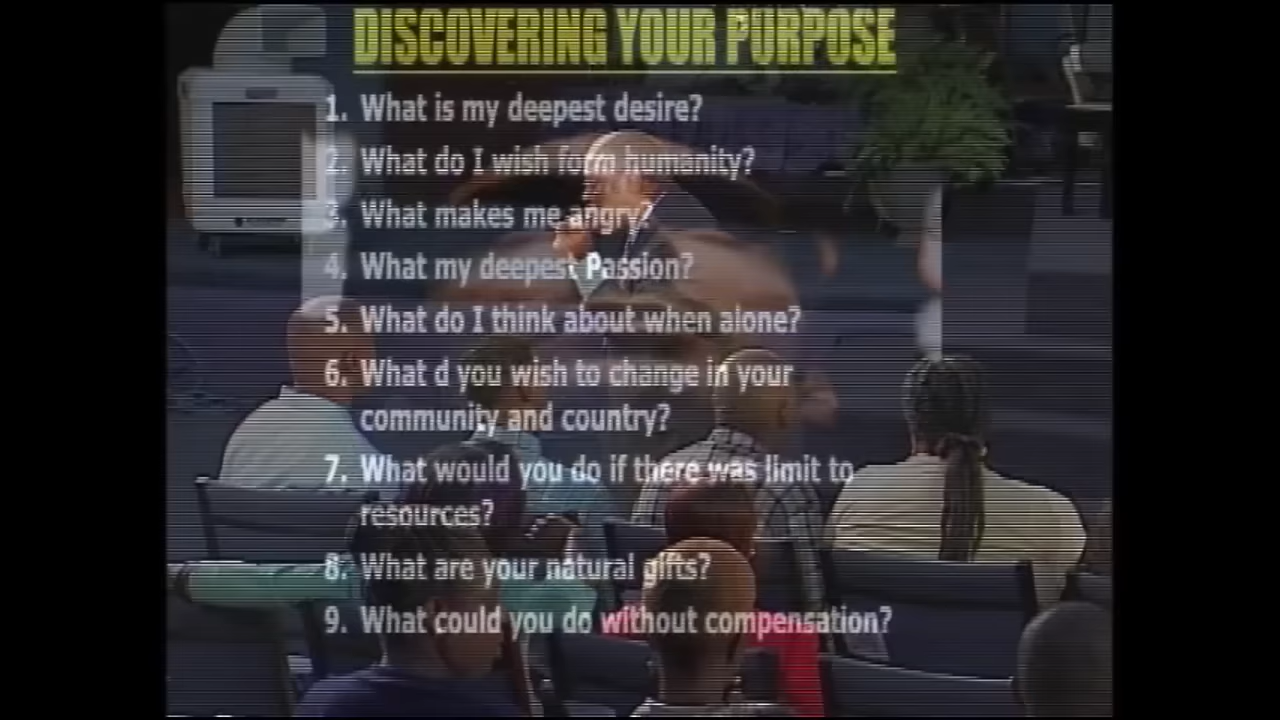 DISCOVERING YOUR PURPOSE
1. What is my deepest desire?
2. What do I wish form humanity?
3. What makes me angry?
4. What my deepest Passion?
5. What do I think about when alone?
6. What d you wish to change in your
community and country?
7. What would you do if there was limit to
resources?
8. What are your natural gifts?
9. What could you do without compensation?